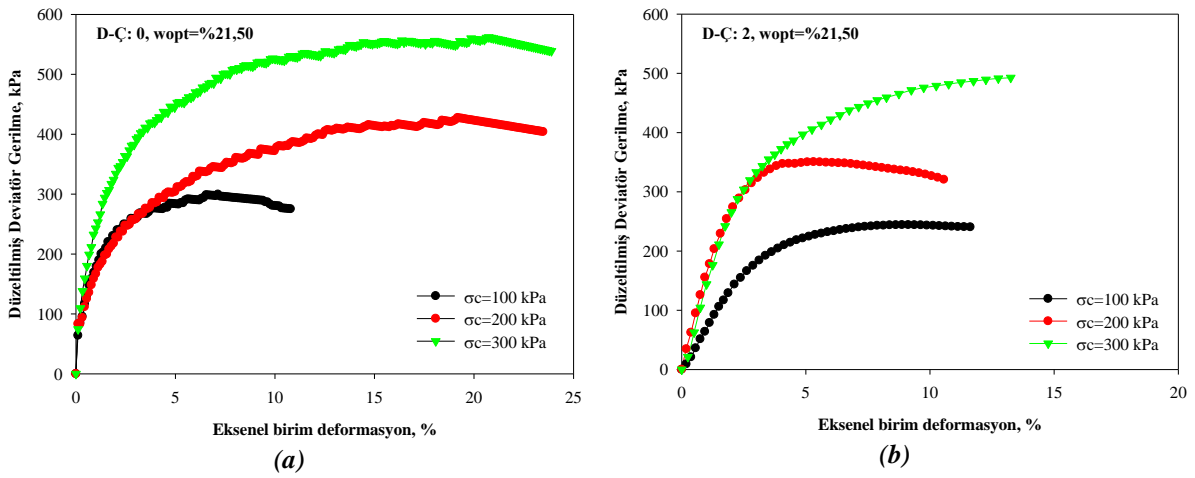 D-Ç: 0, wopt=%21,50
Düzeltilmiş Deviatör Gerilme, kPa
600
500
400
300
200
100
0
0 5 10 15 20 25
Eksenel birim deformasyon, %
σc=100 kPa
σc=200 kPa
σc=300 kPa
(a)
D-Ç: 2, wopt=%21,50
Düzeltilmiş Deviatör Gerilme, kPa
600
500
400
300
200
100
0
0 5 10 15 20
Eksenel birim deformasyon, %
σc=100 kPa
σc=200 kPa
σc=300 kPa
(b)